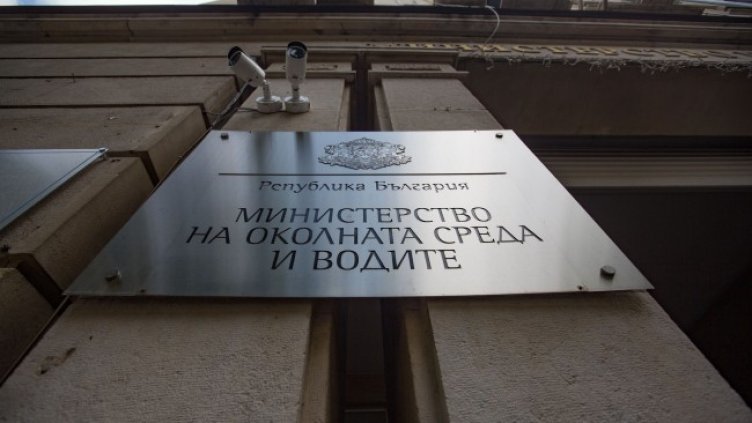 Република България
МИНИСТЕРСТВО
НА ОКОЛНАТА СРЕДА
И ВОДИТЕ